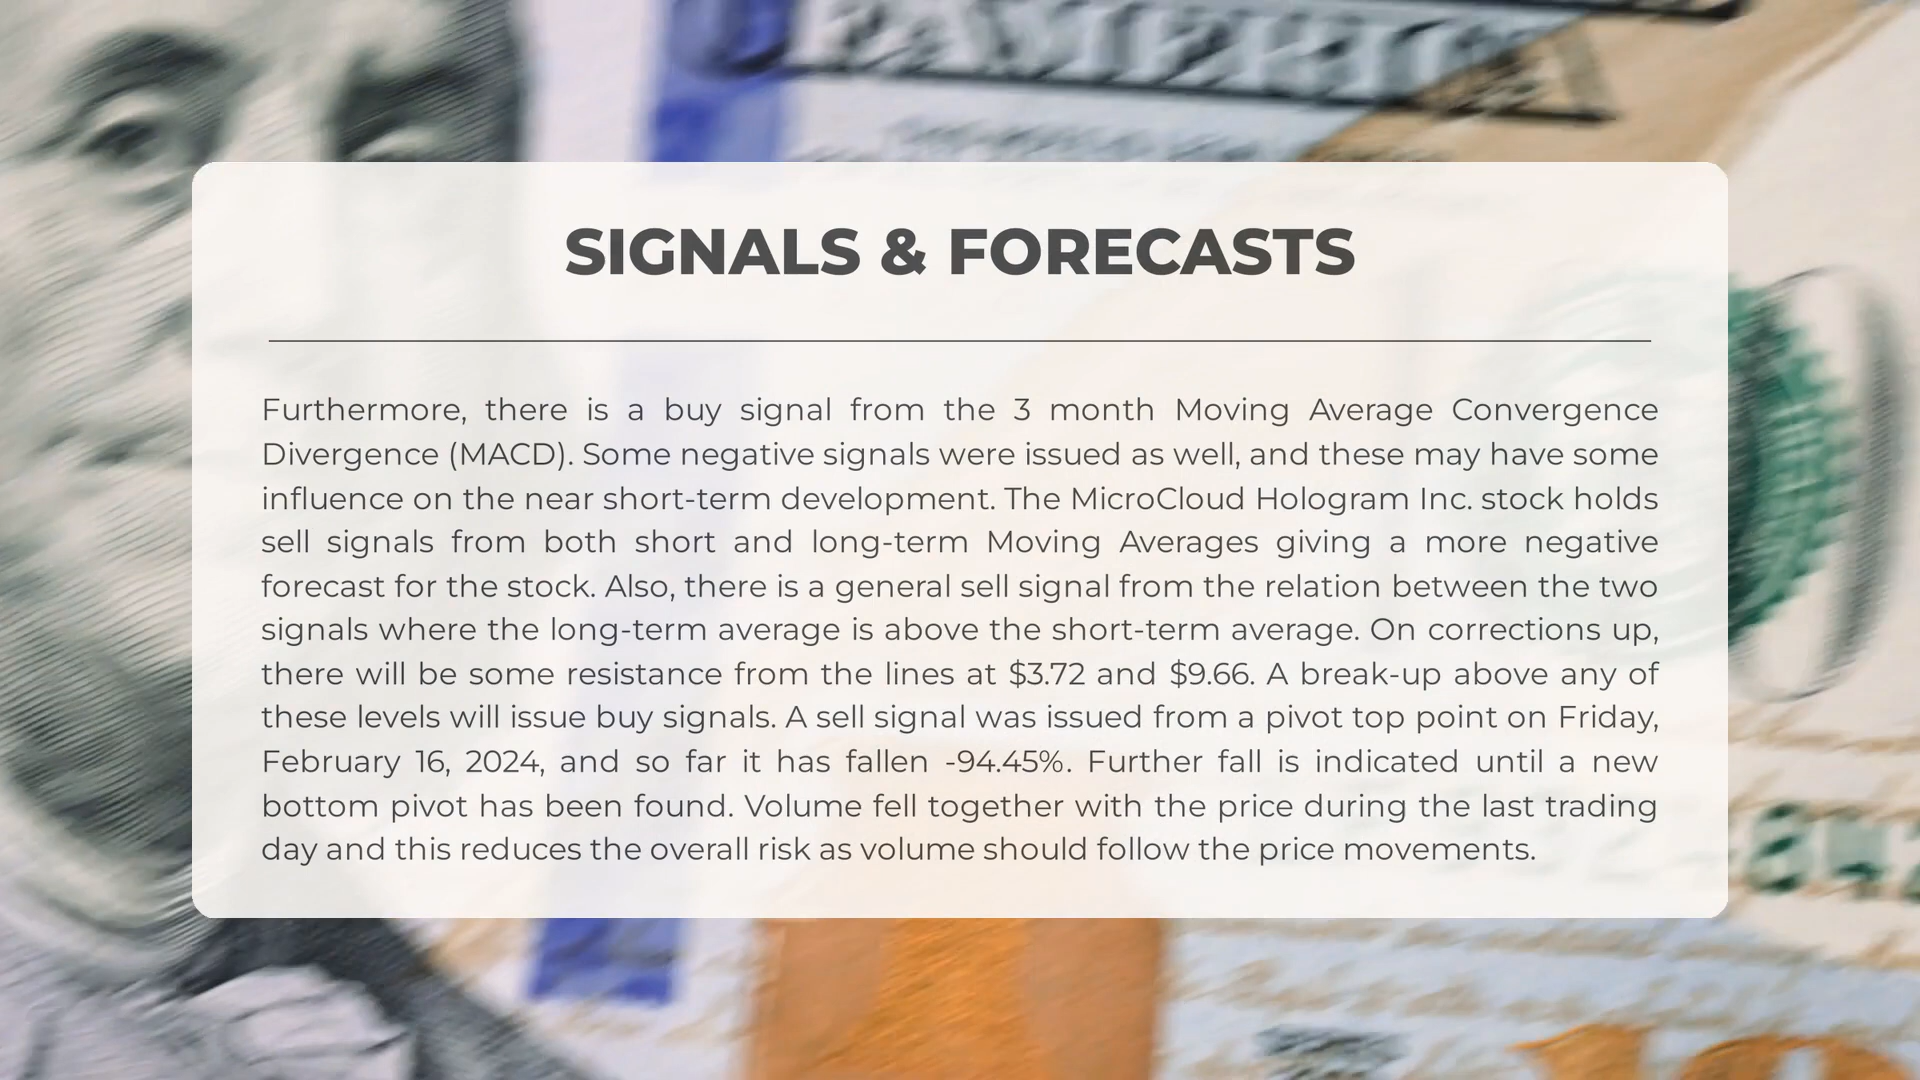 SIGNALS & FORECASTS
Furthermore, there is a buy signal from the 3 month Moving Average Convergence
Divergence (MACD). Some negative signals were issued as well, and these may have some
influence on the near short-term development. The MicroCloud Hologram Inc. stock holds
sell signals from both short and long-term Moving Averages giving a more negative
forecast for the stock. Also, there is a general sell signal from the relation between the two
signals where the long-term average is above the short-term average. On corrections up,
there will be some resistance from the lines at $3.72 and $9.66. A break-up above any of
these levels will issue buy signals. A sell signal was issued from a pivot top point on Friday,
February 16, 2024, and so far it has fallen -94.45%. Further fall is indicated until a new
bottom pivot has been found. Volume fell together with the price during the last trading
day and this reduces the overall risk as volume should follow the price movements.